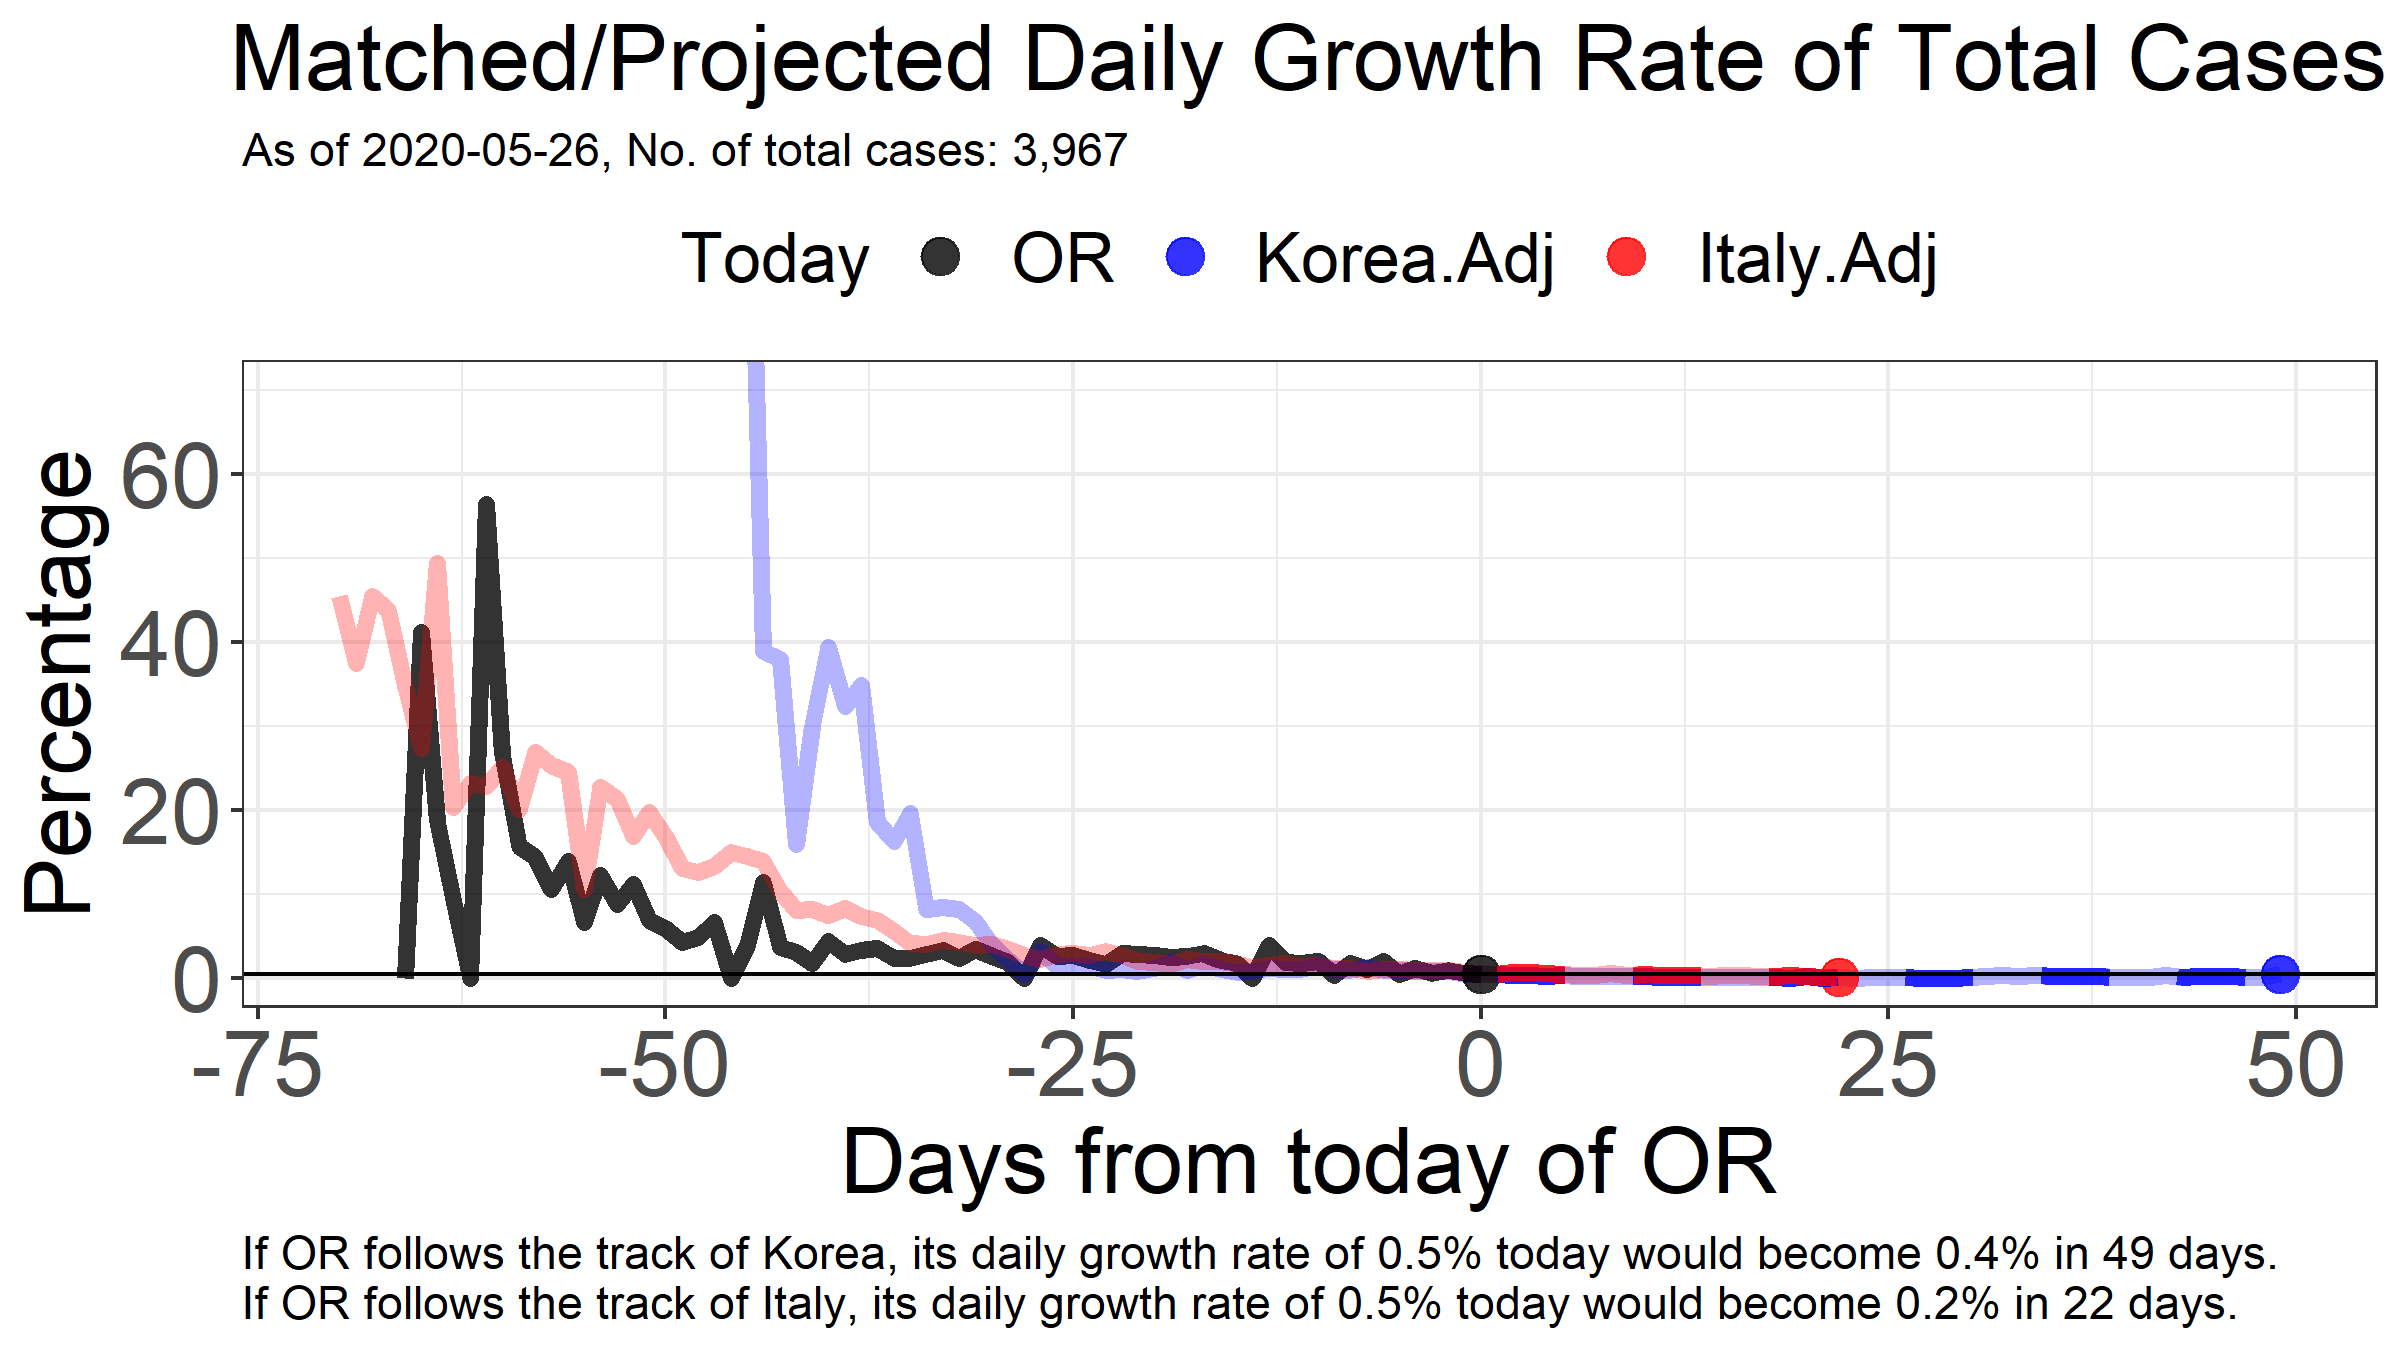 Matched/Projected Daily Growth Rate of Total Cases
As of 2020-05-26, No. of total cases: 3,967
Today OR Korea.Adj Italy.Adj
Percentage
60
40
20
0
-75 -50 -25 0 25 50
Days from today of OR
If OR follows the track of Korea, its daily growth rate of 0.5% today would become 0.4% in 49 days.
If OR follows the track of Italy, its daily growth rate of 0.5% today would become 0.2% in 22 days.